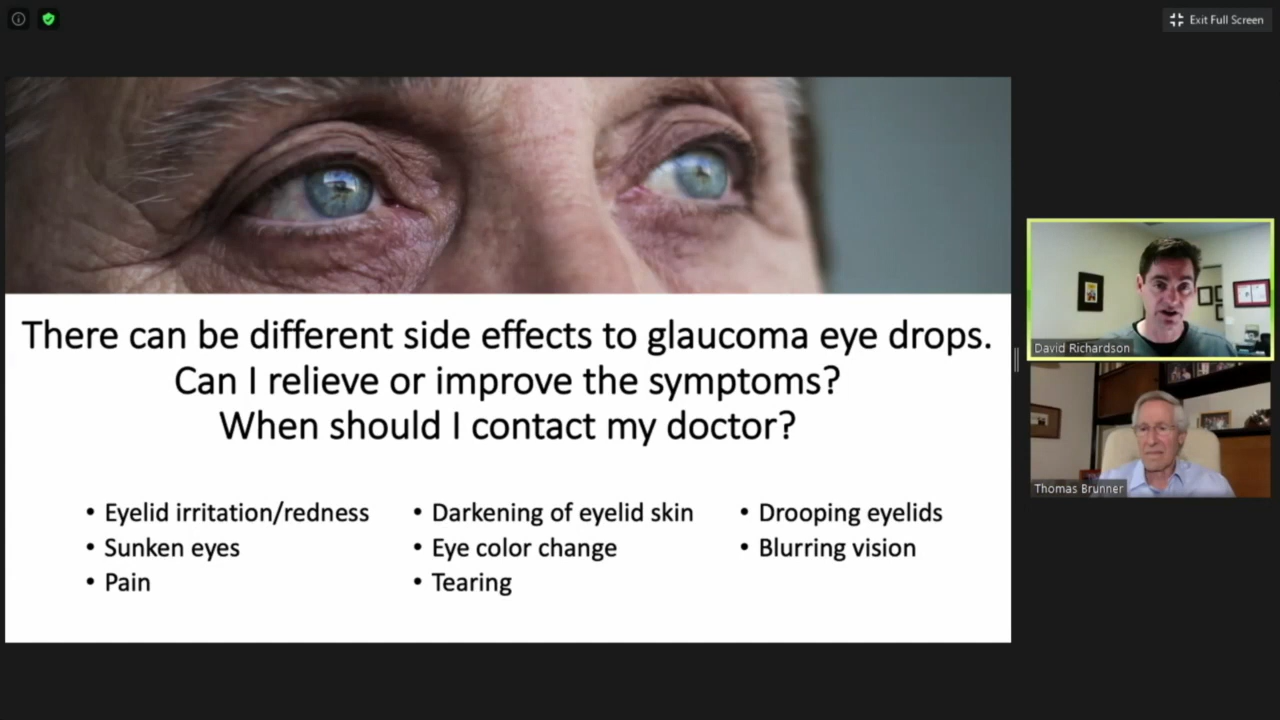 Exit Full Screen
There can be different side effects to glaucoma eye drops.
Can I relieve or improve the symptoms?
When should I contact my doctor?
• Eyelid irritation/redness
• Sunken eyes
• Pain
• Darkening of eyelid skin
• Eye color change
• Tearing
• Drooping eyelids
• Blurring vision
David Richardson
Thomas Brunner